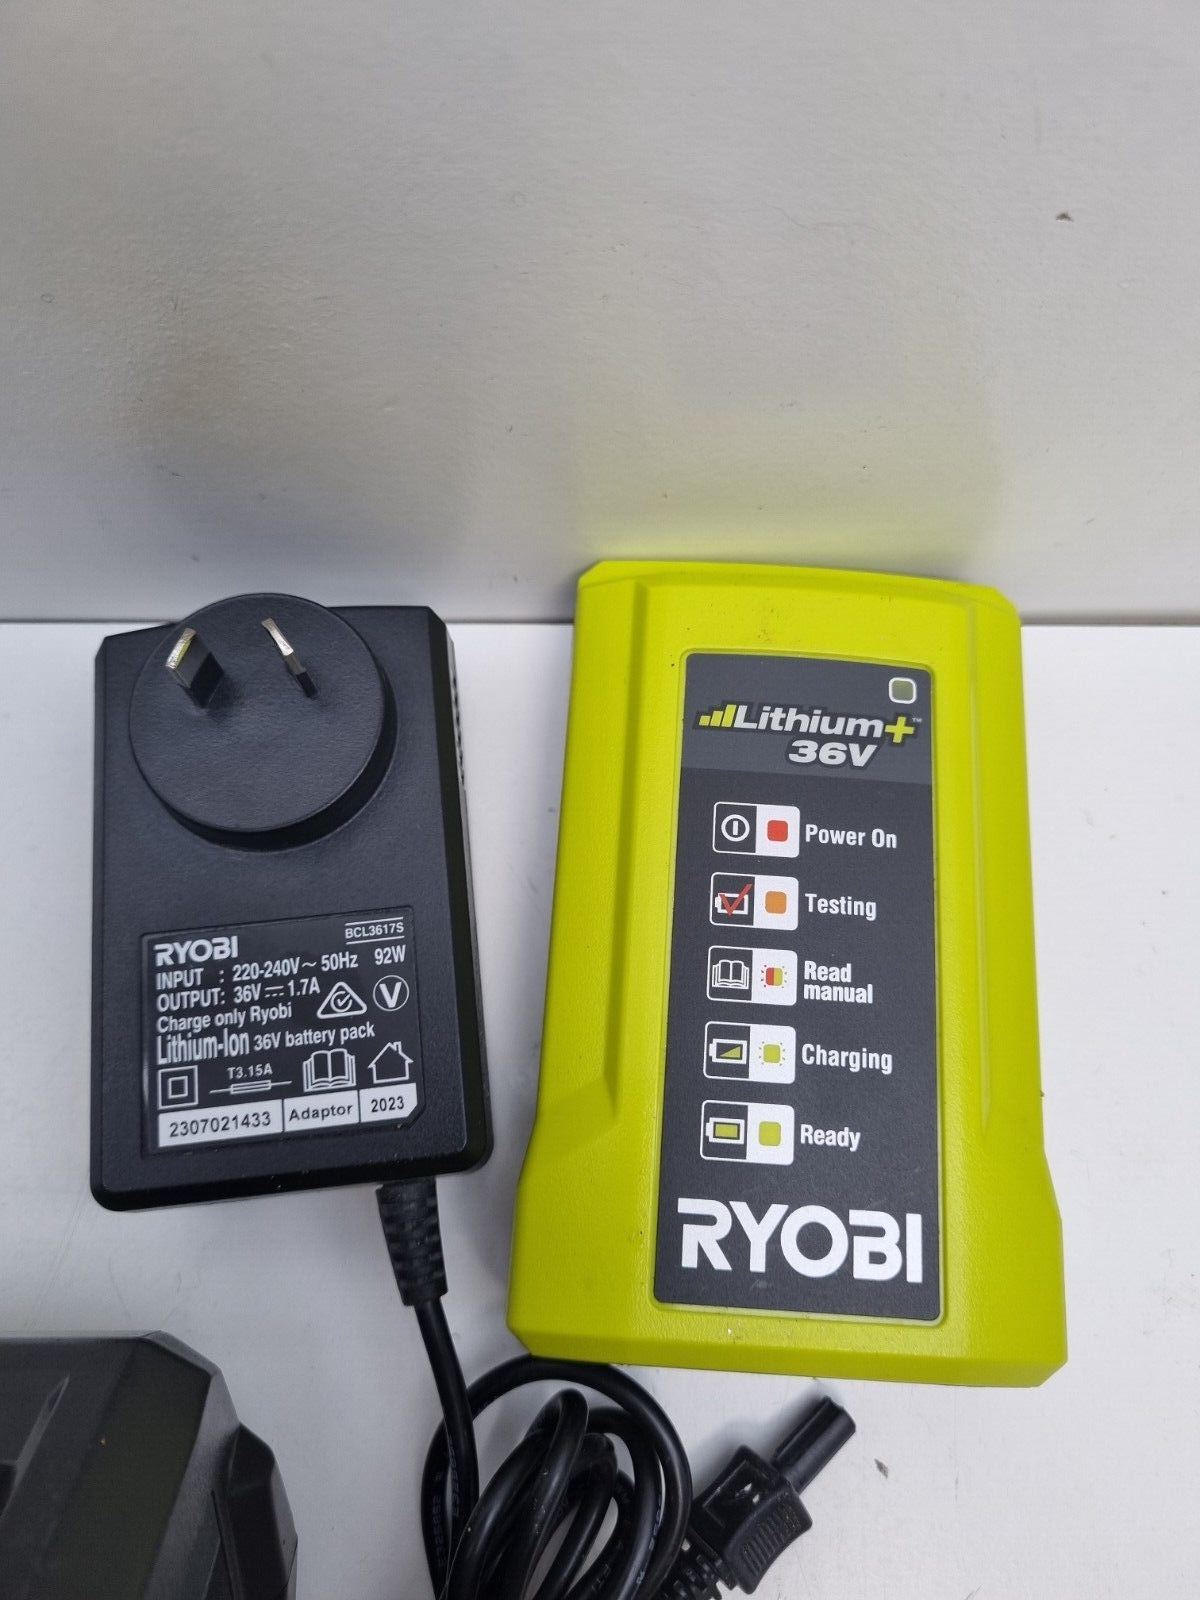 RYOBI
BCL3617S
INPUT : 220-240V~ 50Hz 92W
OUTPUT: 36V⎓1.7A
Charge only Ryobi
Lithium-Ion 36V battery pack
T3.15A
2307021433 Adaptor 2023
Lithium+™
36V
Power On
Testing
Read
manual
Charging
Ready
RYOBI